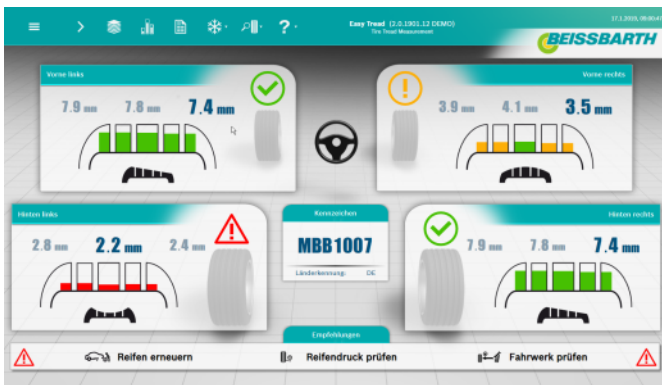 Easy Tread (2.0.1901.12 DEMO)
Tire Tread Measurement
17.1.2019, 09:00:47
BEISSBARTH
Vorne links
7.9 mm 7.8 mm 7.4 mm
Vorne rechts
3.9 mm 4.1 mm 3.5 mm
Hinten links
2.8 mm 2.2 mm 2.4 mm
Kennzeichen
MBB1007
Länderkennung: DE
Hinten rechts
7.9 mm 7.8 mm 7.4 mm
Empfehlungen
Reifen erneuern
Reifendruck prüfen
Fahrwerk prüfen